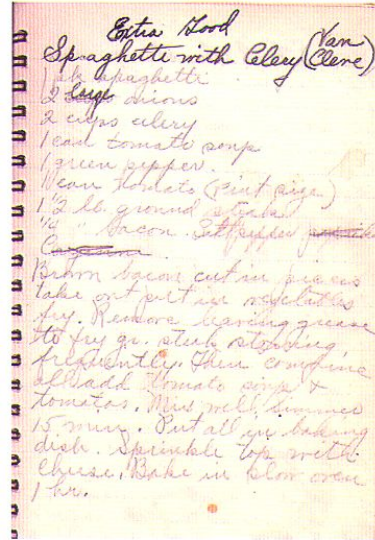 Extra Good
Spaghetti with Celery (Van Cleve)
1 pk spaghetti
2 large onions
2 cups celery
1 can tomato soup
1 green pepper
1 can tomato (Pint size)
1 1/2 lb. ground steak
1/4 " bacon. Salt pepper
Brown bacon cut in pieces
take out put in vegetables
fry. Remove leaving grease
to fry gr. steak stirring
frequently. Then combine
all add tomato soup &
tomatos. Mix well, simmer
15 min. Put all in baking
dish. Sprinkle top with
cheese. Bake in slow oven
1 hr.